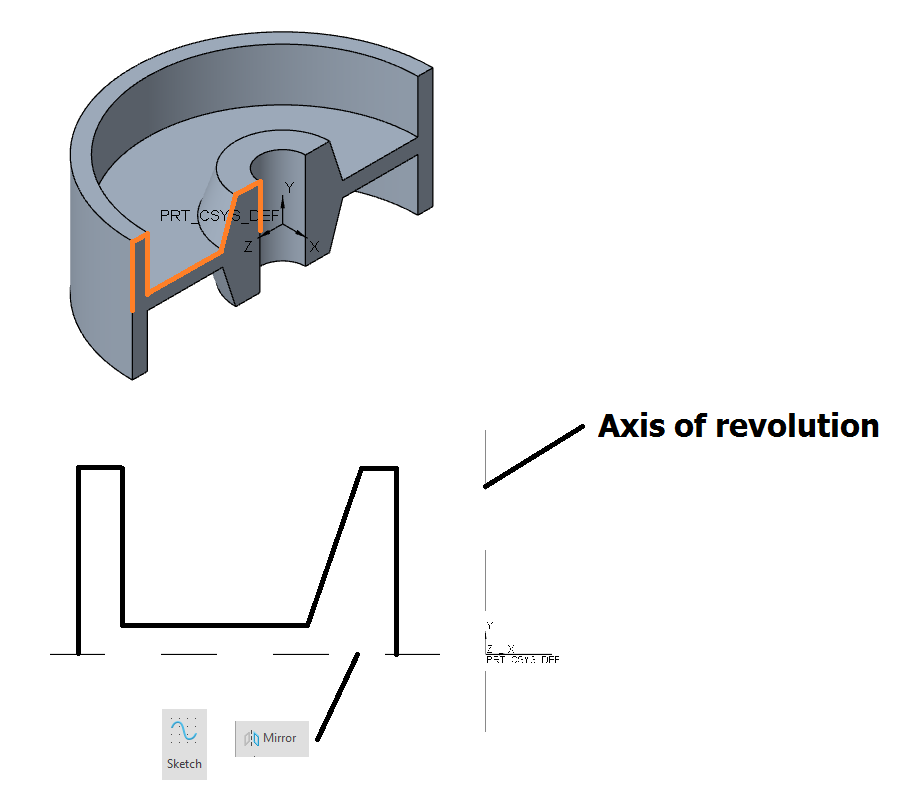 Y
PRT_CSYS_DEF
Z
X
Axis of revolution
Y
Z X
PRT_CSYS_DEF
Mirror
Sketch